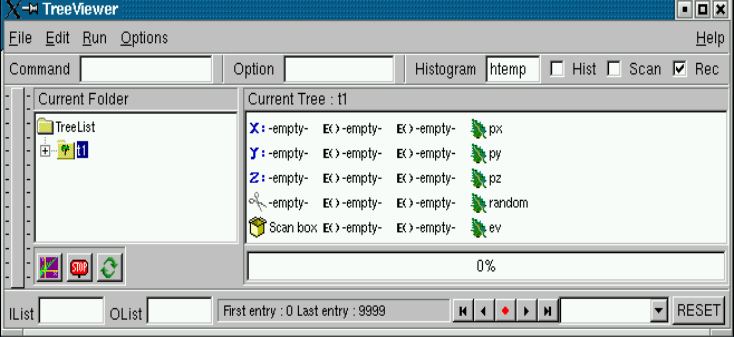 TreeViewer
File Edit Run Options Help
Command Option Histogram htemp Hist Scan Rec
Current Folder
TreeList
t1
Current Tree : t1
X: -empty- E() -empty- E() -empty- px
Y: -empty- E() -empty- E() -empty- py
Z: -empty- E() -empty- E() -empty- pz
-empty- E() -empty- E() -empty- random
Scan box E() -empty- E() -empty- ev
STOP
0%
IList OList First entry : 0 Last entry : 9999 RESET